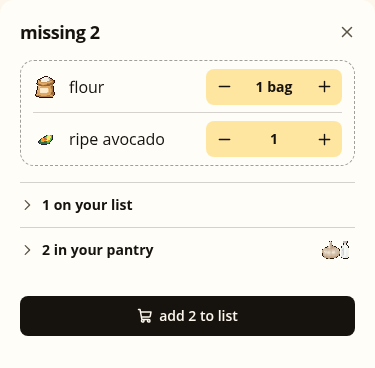 missing 2
flour
1 bag
ripe avocado
1
1 on your list
2 in your pantry
add 2 to list